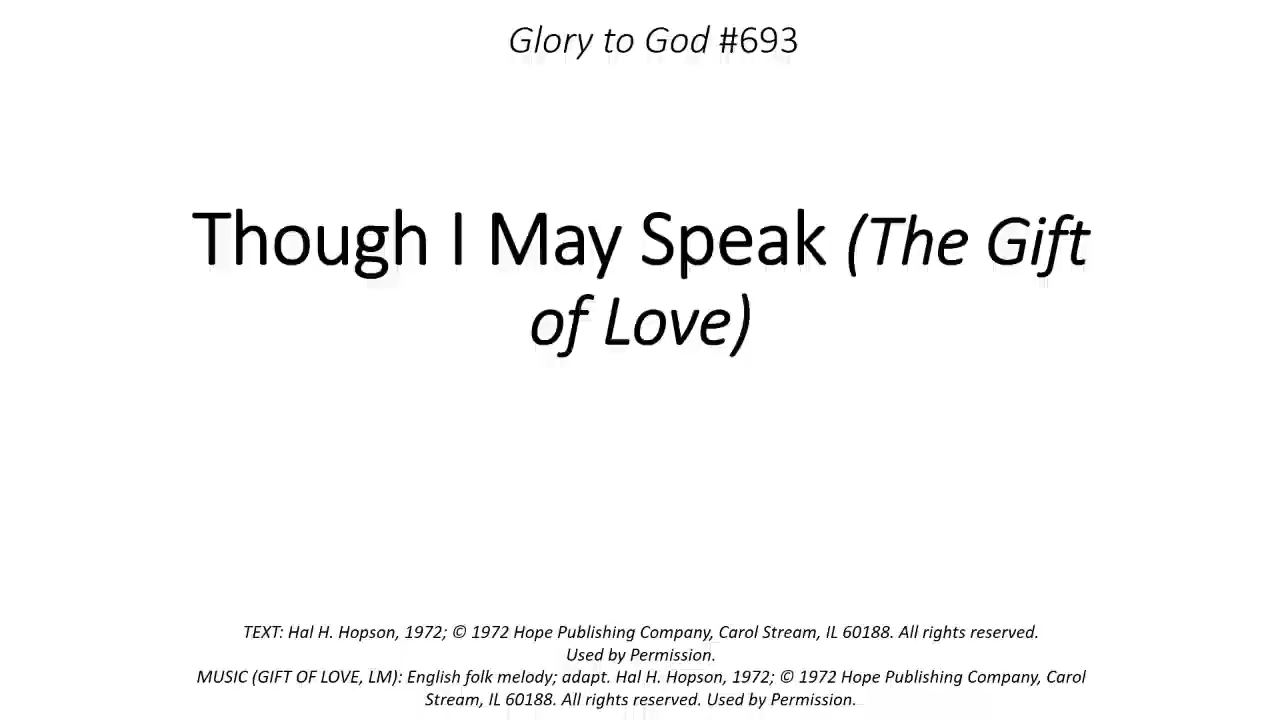 Glory to God #693
Though I May Speak (The Gift
of Love)
TEXT: Hal H. Hopson, 1972; © 1972 Hope Publishing Company, Carol Stream, IL 60188. All rights reserved.
Used by Permission.
MUSIC (GIFT OF LOVE, LM): English folk melody; adapt. Hal H. Hopson, 1972; © 1972 Hope Publishing Company, Carol
Stream, IL 60188. All rights reserved. Used by Permission.